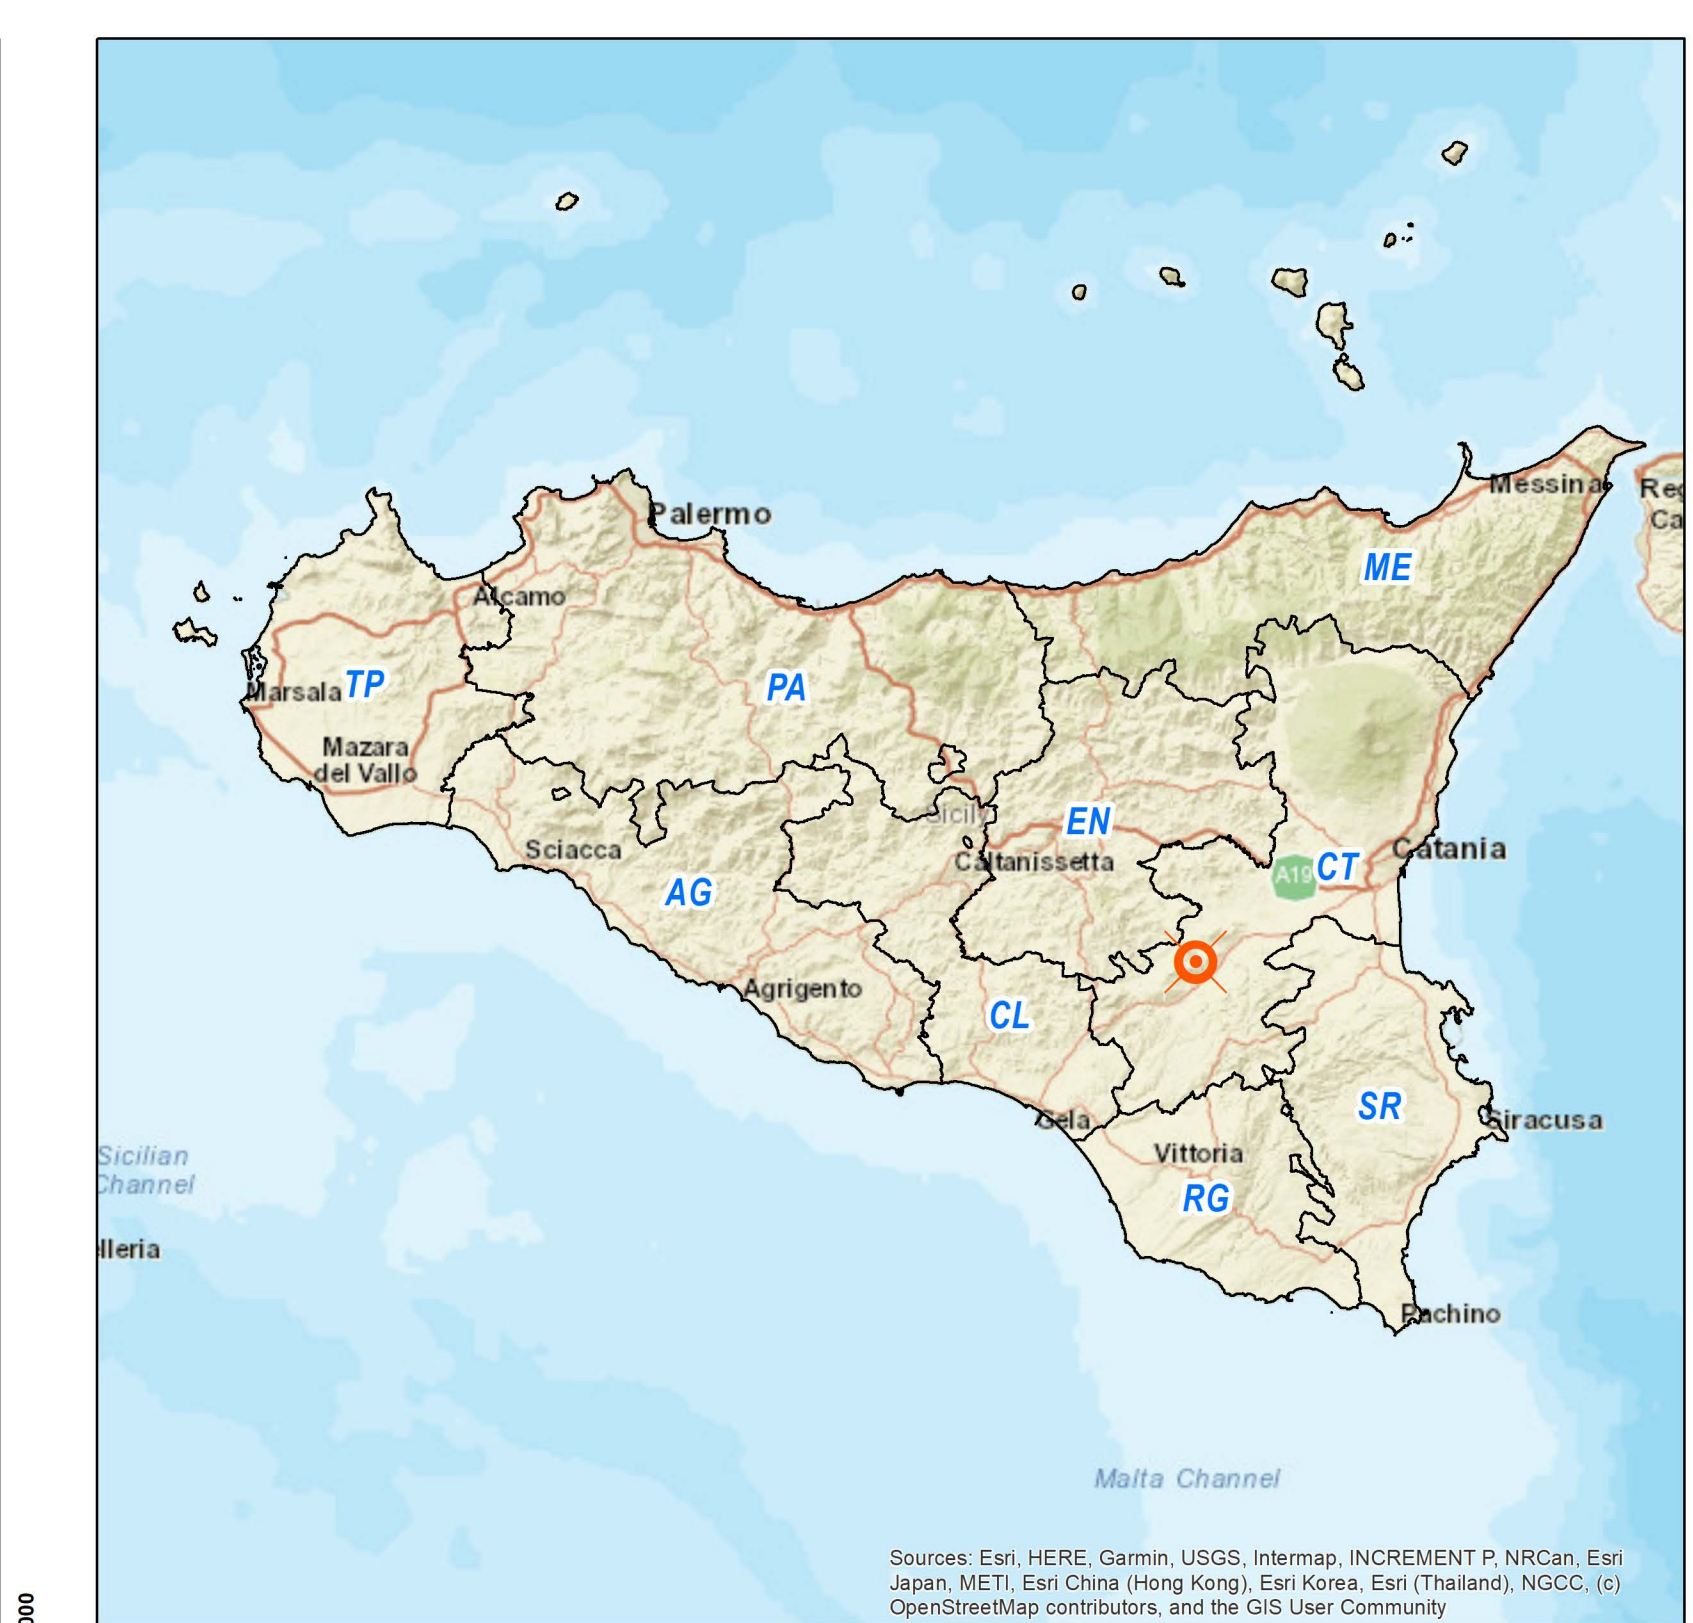 Palermo
Messina
Reg
Ca
ME
Alcamo
TP
PA
Marsala
Mazara
del Vallo
Sicily
EN
Sciacca
Caltanissetta
Catania
A19
CT
AG
Agrigento
CL
SR
Gela
Siracusa
Vittoria
Sicilian
Channel
RG
elleria
Pachino
Malta Channel
Sources: Esri, HERE, Garmin, USGS, Intermap, INCREMENT P, NRCan, Esri
Japan, METI, Esri China (Hong Kong), Esri Korea, Esri (Thailand), NGCC, (c)
OpenStreetMap contributors, and the GIS User Community
000